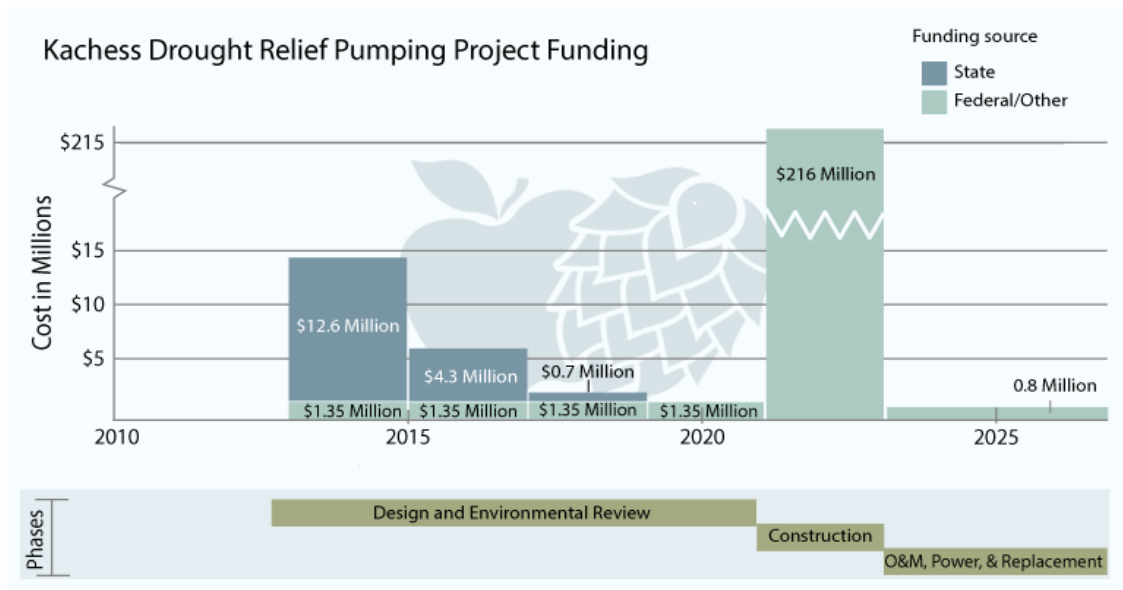 Kachess Drought Relief Pumping Project Funding
Funding source
State
Federal/Other
Cost in Millions
$215
$15
$10
$5
$216 Million
$12.6 Million
$4.3 Million
$0.7 Million
0.8 Million
$1.35 Million
$1.35 Million
$1.35 Million
$1.35 Million
2010
2015
2020
2025
Phases
Design and Environmental Review
Construction
O&M, Power, & Replacement